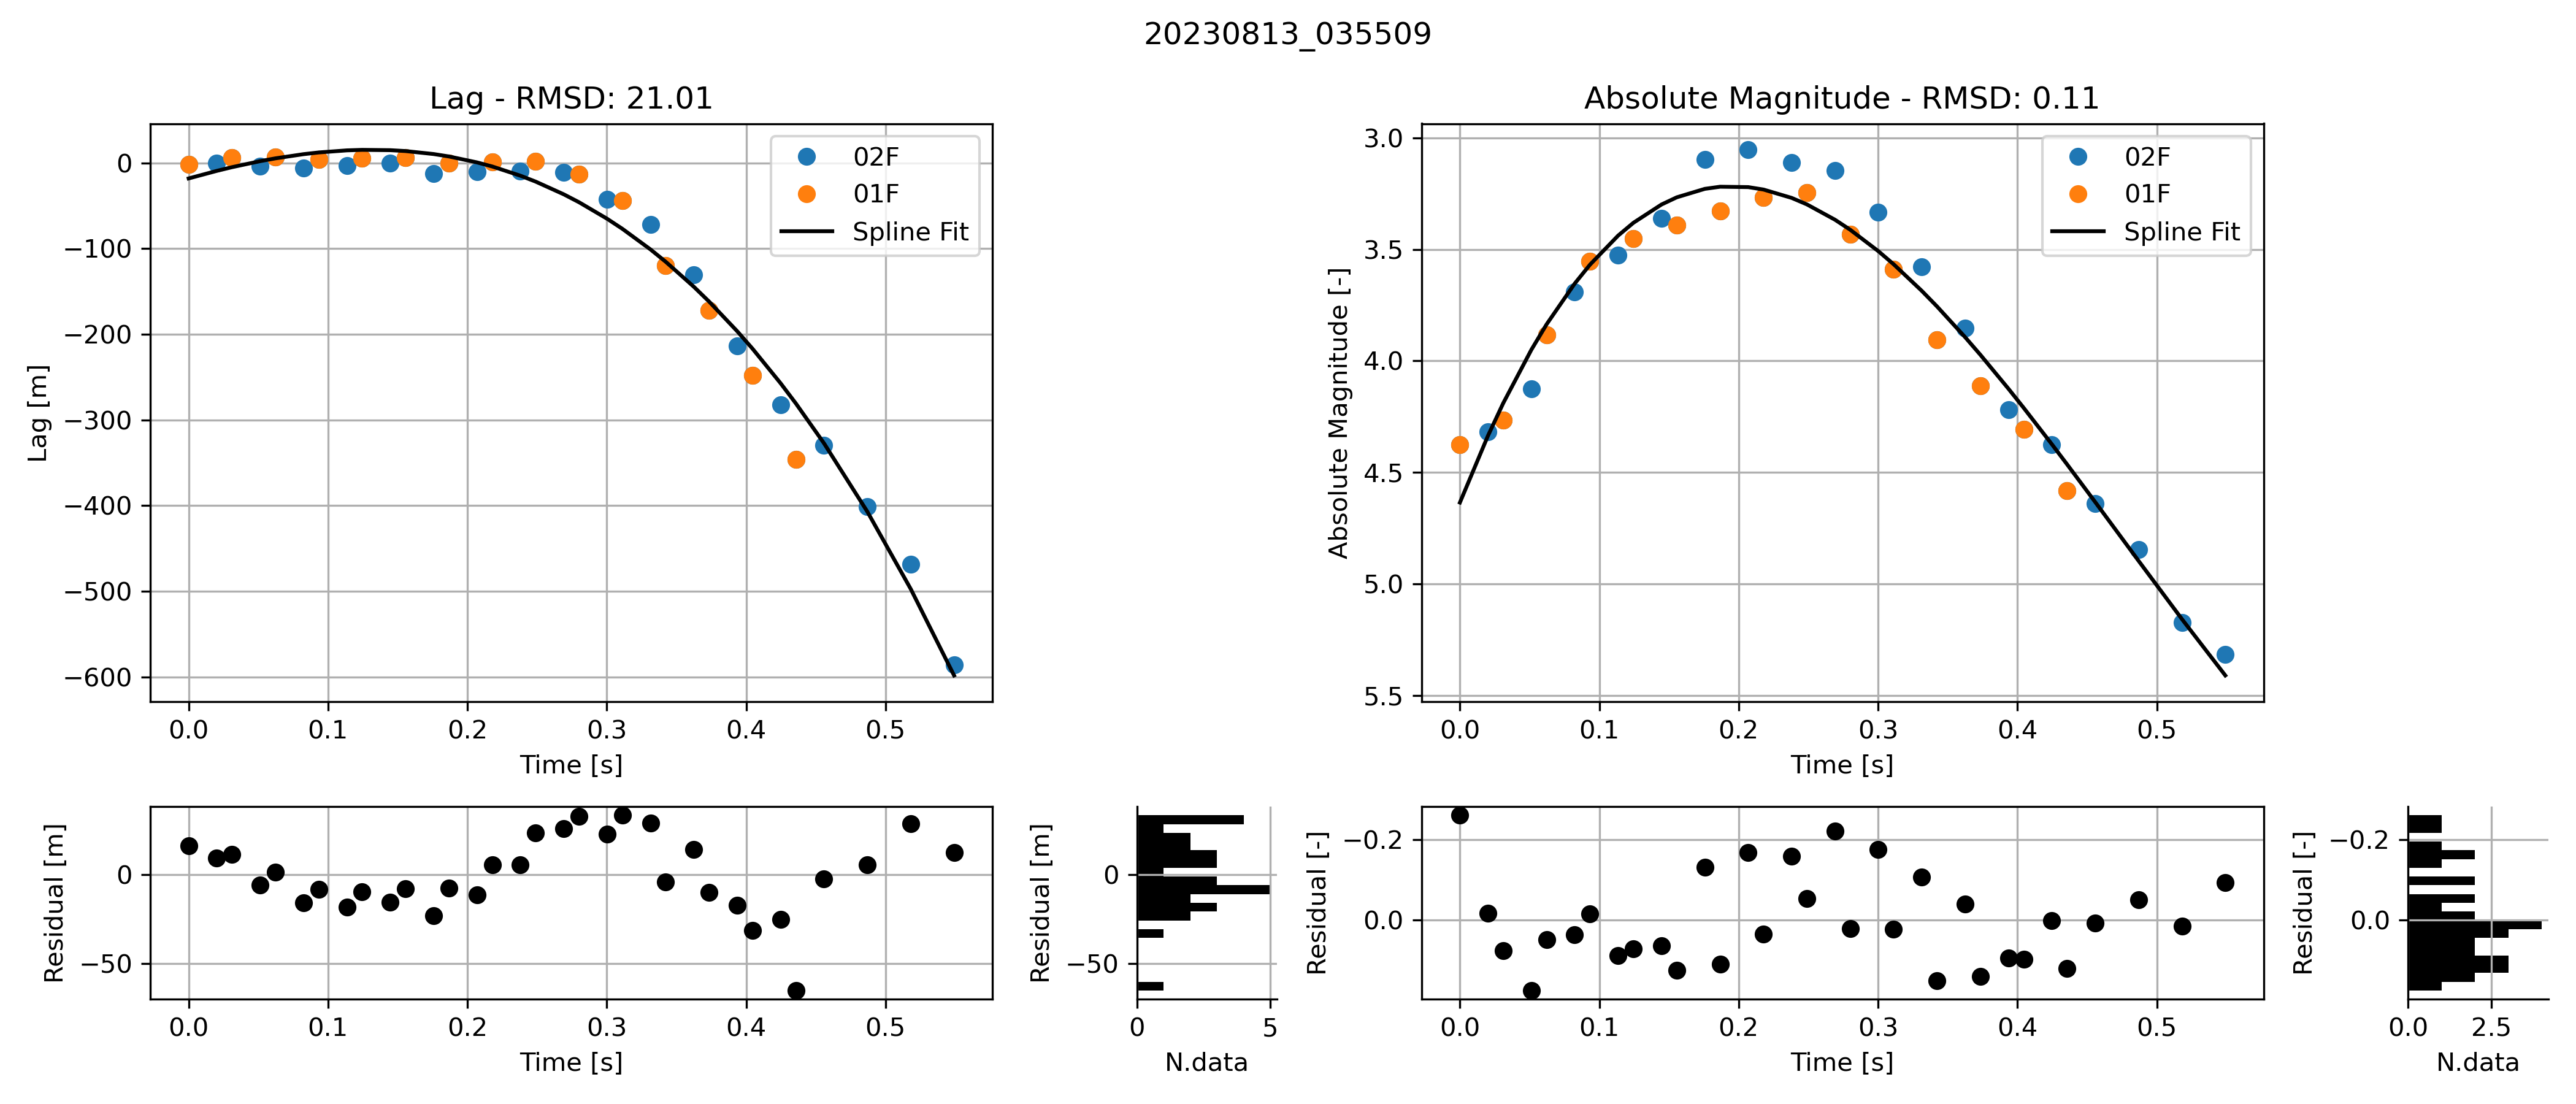 20230813_035509
Lag - RMSD: 21.01
02F
01F
Spline Fit
0
−100
−200
−300
−400
−500
−600
Lag [m]
0.0 0.1 0.2 0.3 0.4 0.5
Time [s]
Absolute Magnitude - RMSD: 0.11
02F
01F
Spline Fit
3.0
3.5
4.0
4.5
5.0
5.5
Absolute Magnitude [-]
0.0 0.1 0.2 0.3 0.4 0.5
Time [s]
0
−50
Residual [m]
0.0 0.1 0.2 0.3 0.4 0.5
Time [s]
0
−50
Residual [m]
0 5
N.data
−0.2
0.0
Residual [-]
0.0 0.1 0.2 0.3 0.4 0.5
Time [s]
−0.2
0.0
Residual [-]
0.0 2.5
N.data